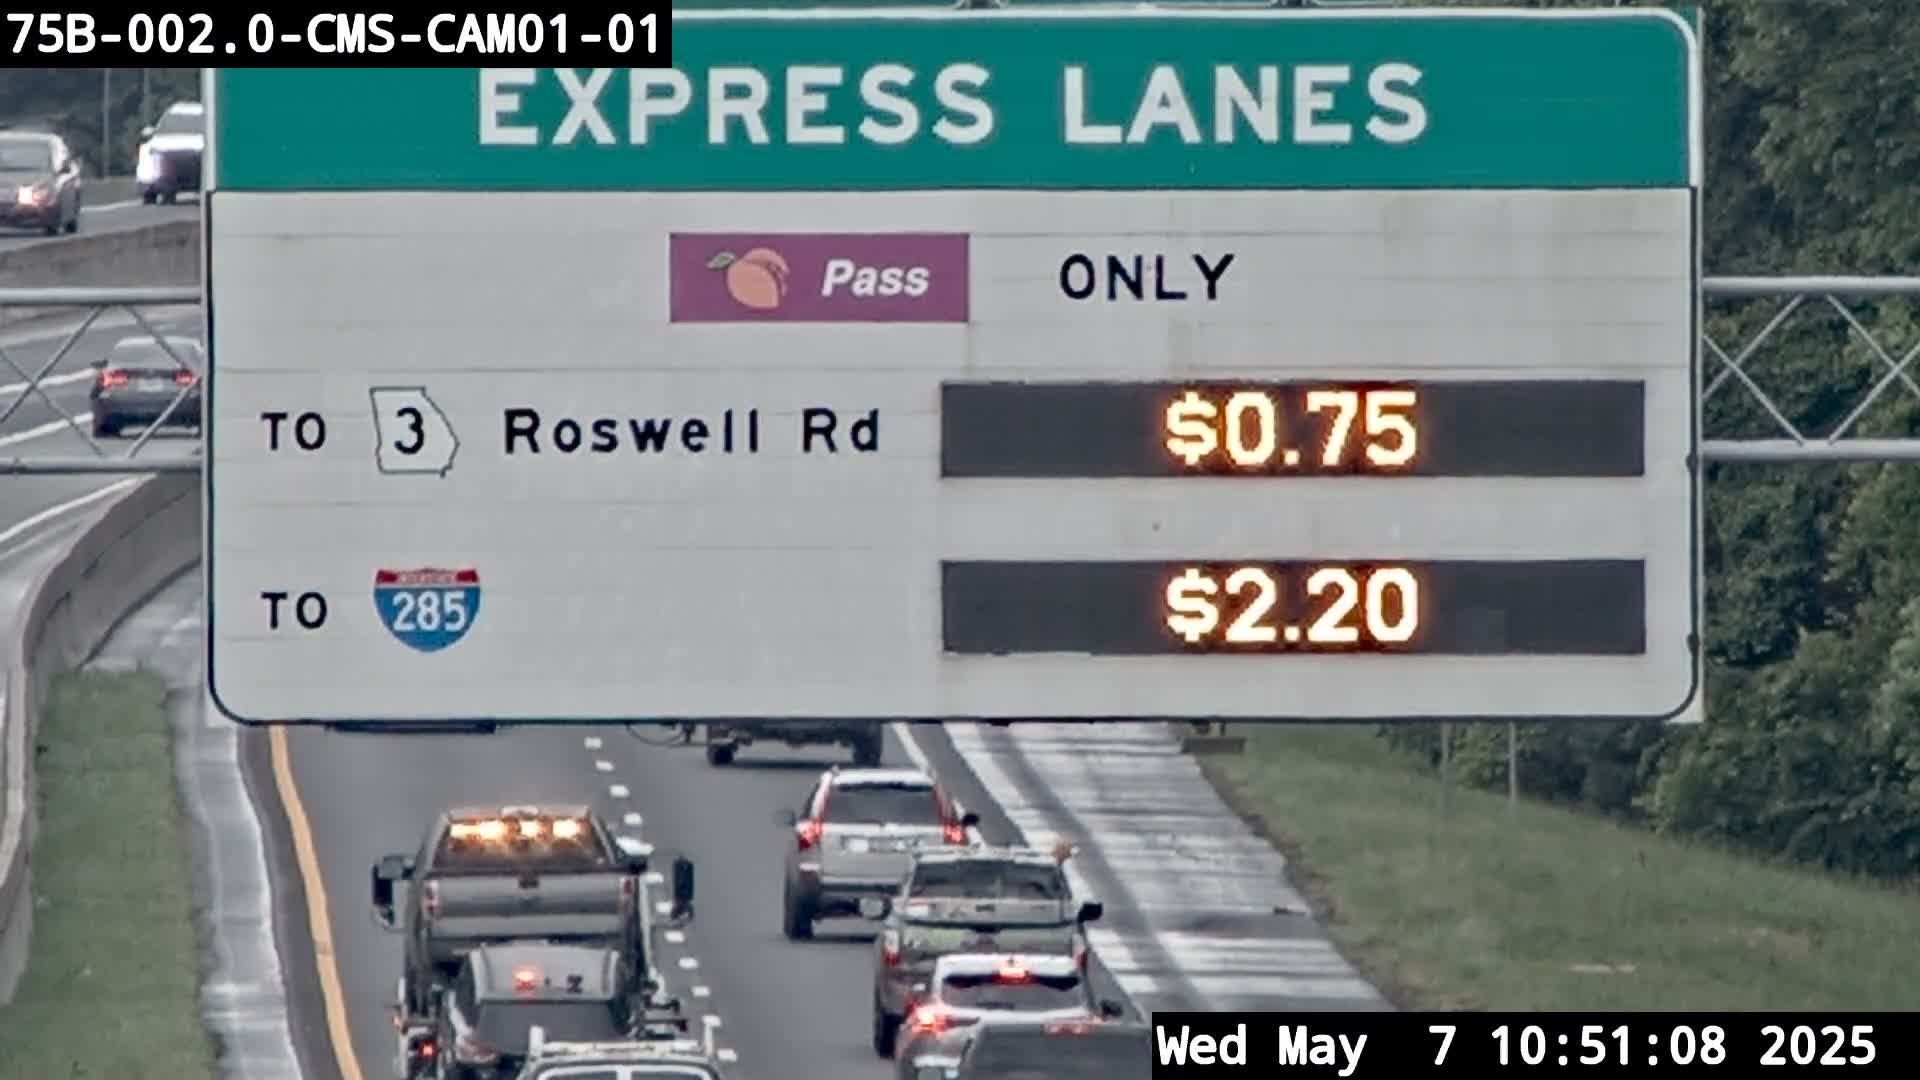 75B-002.0-CMS-CAM01-01
EXPRESS LANES
Pass ONLY
TO 3 Roswell Rd $0.75
TO 285 $2.20
Wed May 7 10:51:08 2025